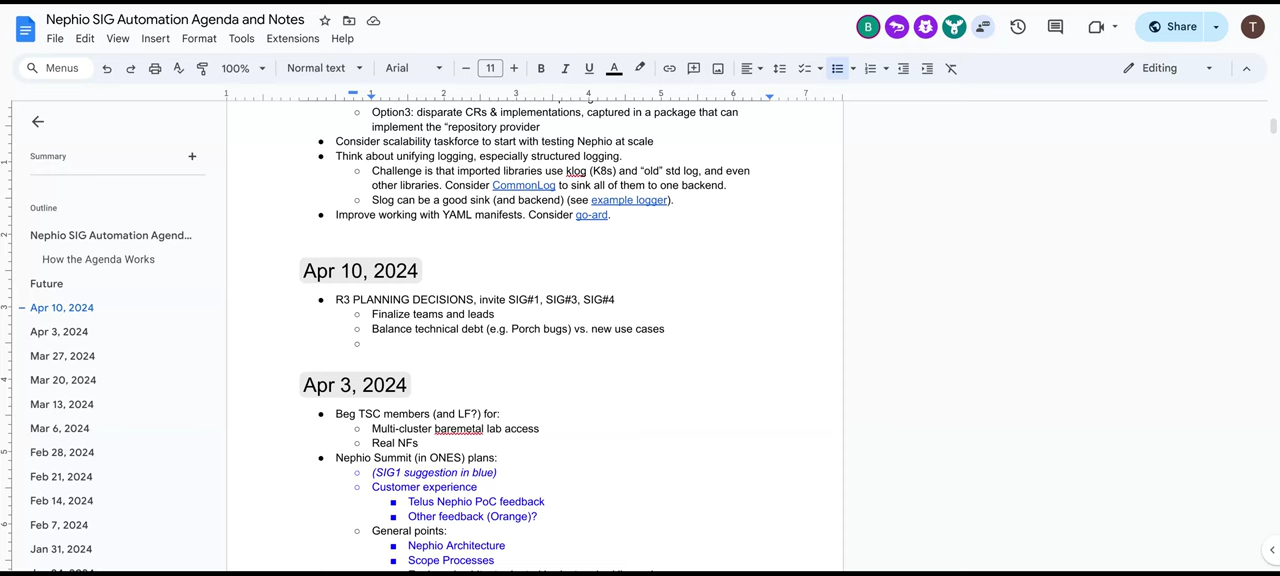 Nephio SIG Automation Agenda and Notes
File Edit View Insert Format Tools Extensions Help
B
Share
T
Menus
100%
Normal text
Arial
11
B I U A
Editing
1 1 2 3 4 5 6 7
Summary
Outline
Nephio SIG Automation Agend...
How the Agenda Works
Future
Apr 10, 2024
Apr 3, 2024
Mar 27, 2024
Mar 20, 2024
Mar 13, 2024
Mar 6, 2024
Feb 28, 2024
Feb 21, 2024
Feb 14, 2024
Feb 7, 2024
Jan 31, 2024
Option3: disparate CRs & implementations, captured in a package that can
implement the “repository provider
Consider scalability taskforce to start with testing Nephio at scale
Think about unifying logging, especially structured logging.
Challenge is that imported libraries use klog (K8s) and “old” std log, and even
other libraries. Consider CommonLog to sink all of them to one backend.
Slog can be a good sink (and backend) (see example logger).
Improve working with YAML manifests. Consider go-ard.
Apr 10, 2024
R3 PLANNING DECISIONS, invite SIG#1, SIG#3, SIG#4
Finalize teams and leads
Balance technical debt (e.g. Porch bugs) vs. new use cases
Apr 3, 2024
Beg TSC members (and LF?) for:
Multi-cluster baremetal lab access
Real NFs
Nephio Summit (in ONES) plans:
(SIG1 suggestion in blue)
Customer experience
Telus Nephio PoC feedback
Other feedback (Orange)?
General points:
Nephio Architecture
Scope Processes